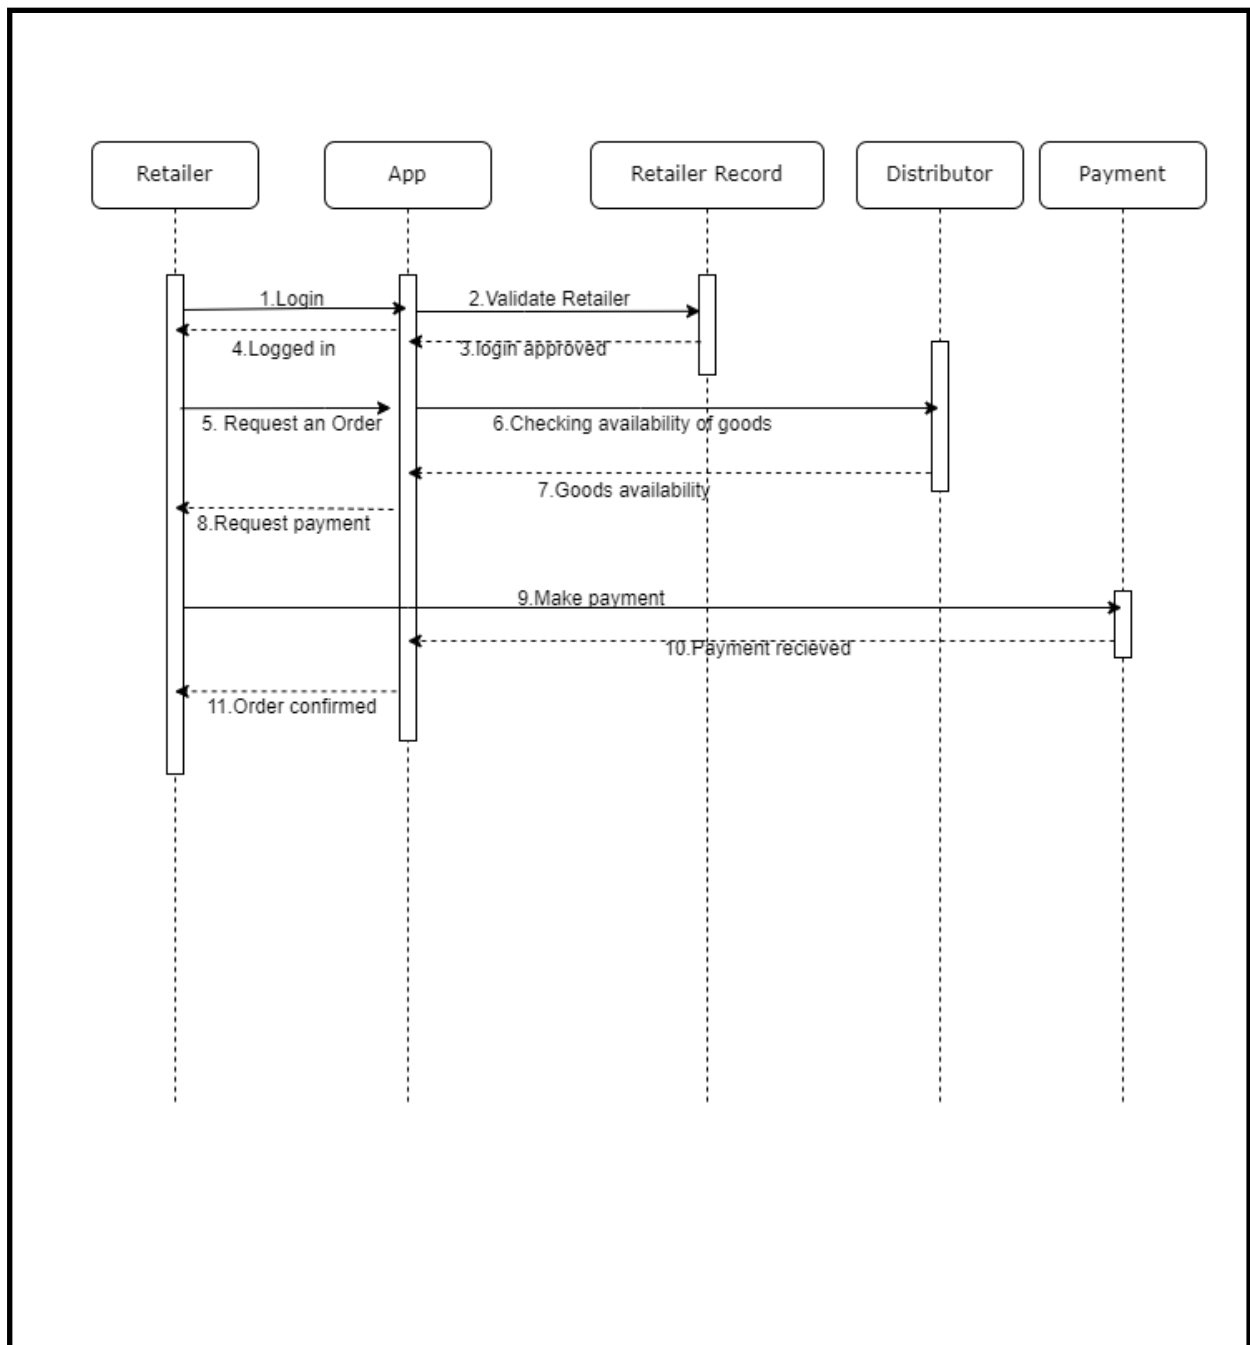 Retailer
App
Retailer Record
Distributor
Payment
1.Login
2.Validate Retailer
4.Logged in
3.login approved
5. Request an Order
6.Checking availability of goods
7.Goods availability
8.Request payment
9.Make payment
10.Payment recieved
11.Order confirmed